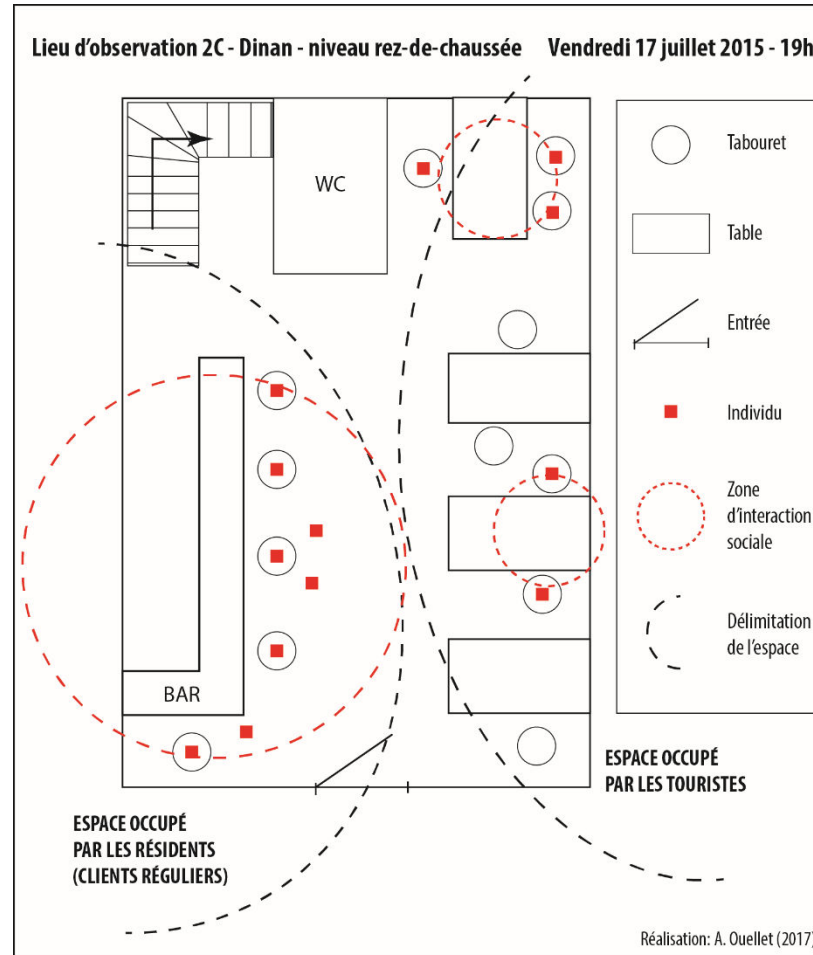 Lieu d'observation 2C - Dinan - niveau rez-de-chaussée Vendredi 17 juillet 2015 - 19h
WC
BAR
Tabouret
Table
Entrée
Individu
Zone
d'interaction
sociale
Délimitation
de l'espace
ESPACE OCCUPÉ
PAR LES TOURISTES
ESPACE OCCUPÉ
PAR LES RÉSIDENTS
(CLIENTS RÉGULIERS)
Réalisation: A. Ouellet (2017)